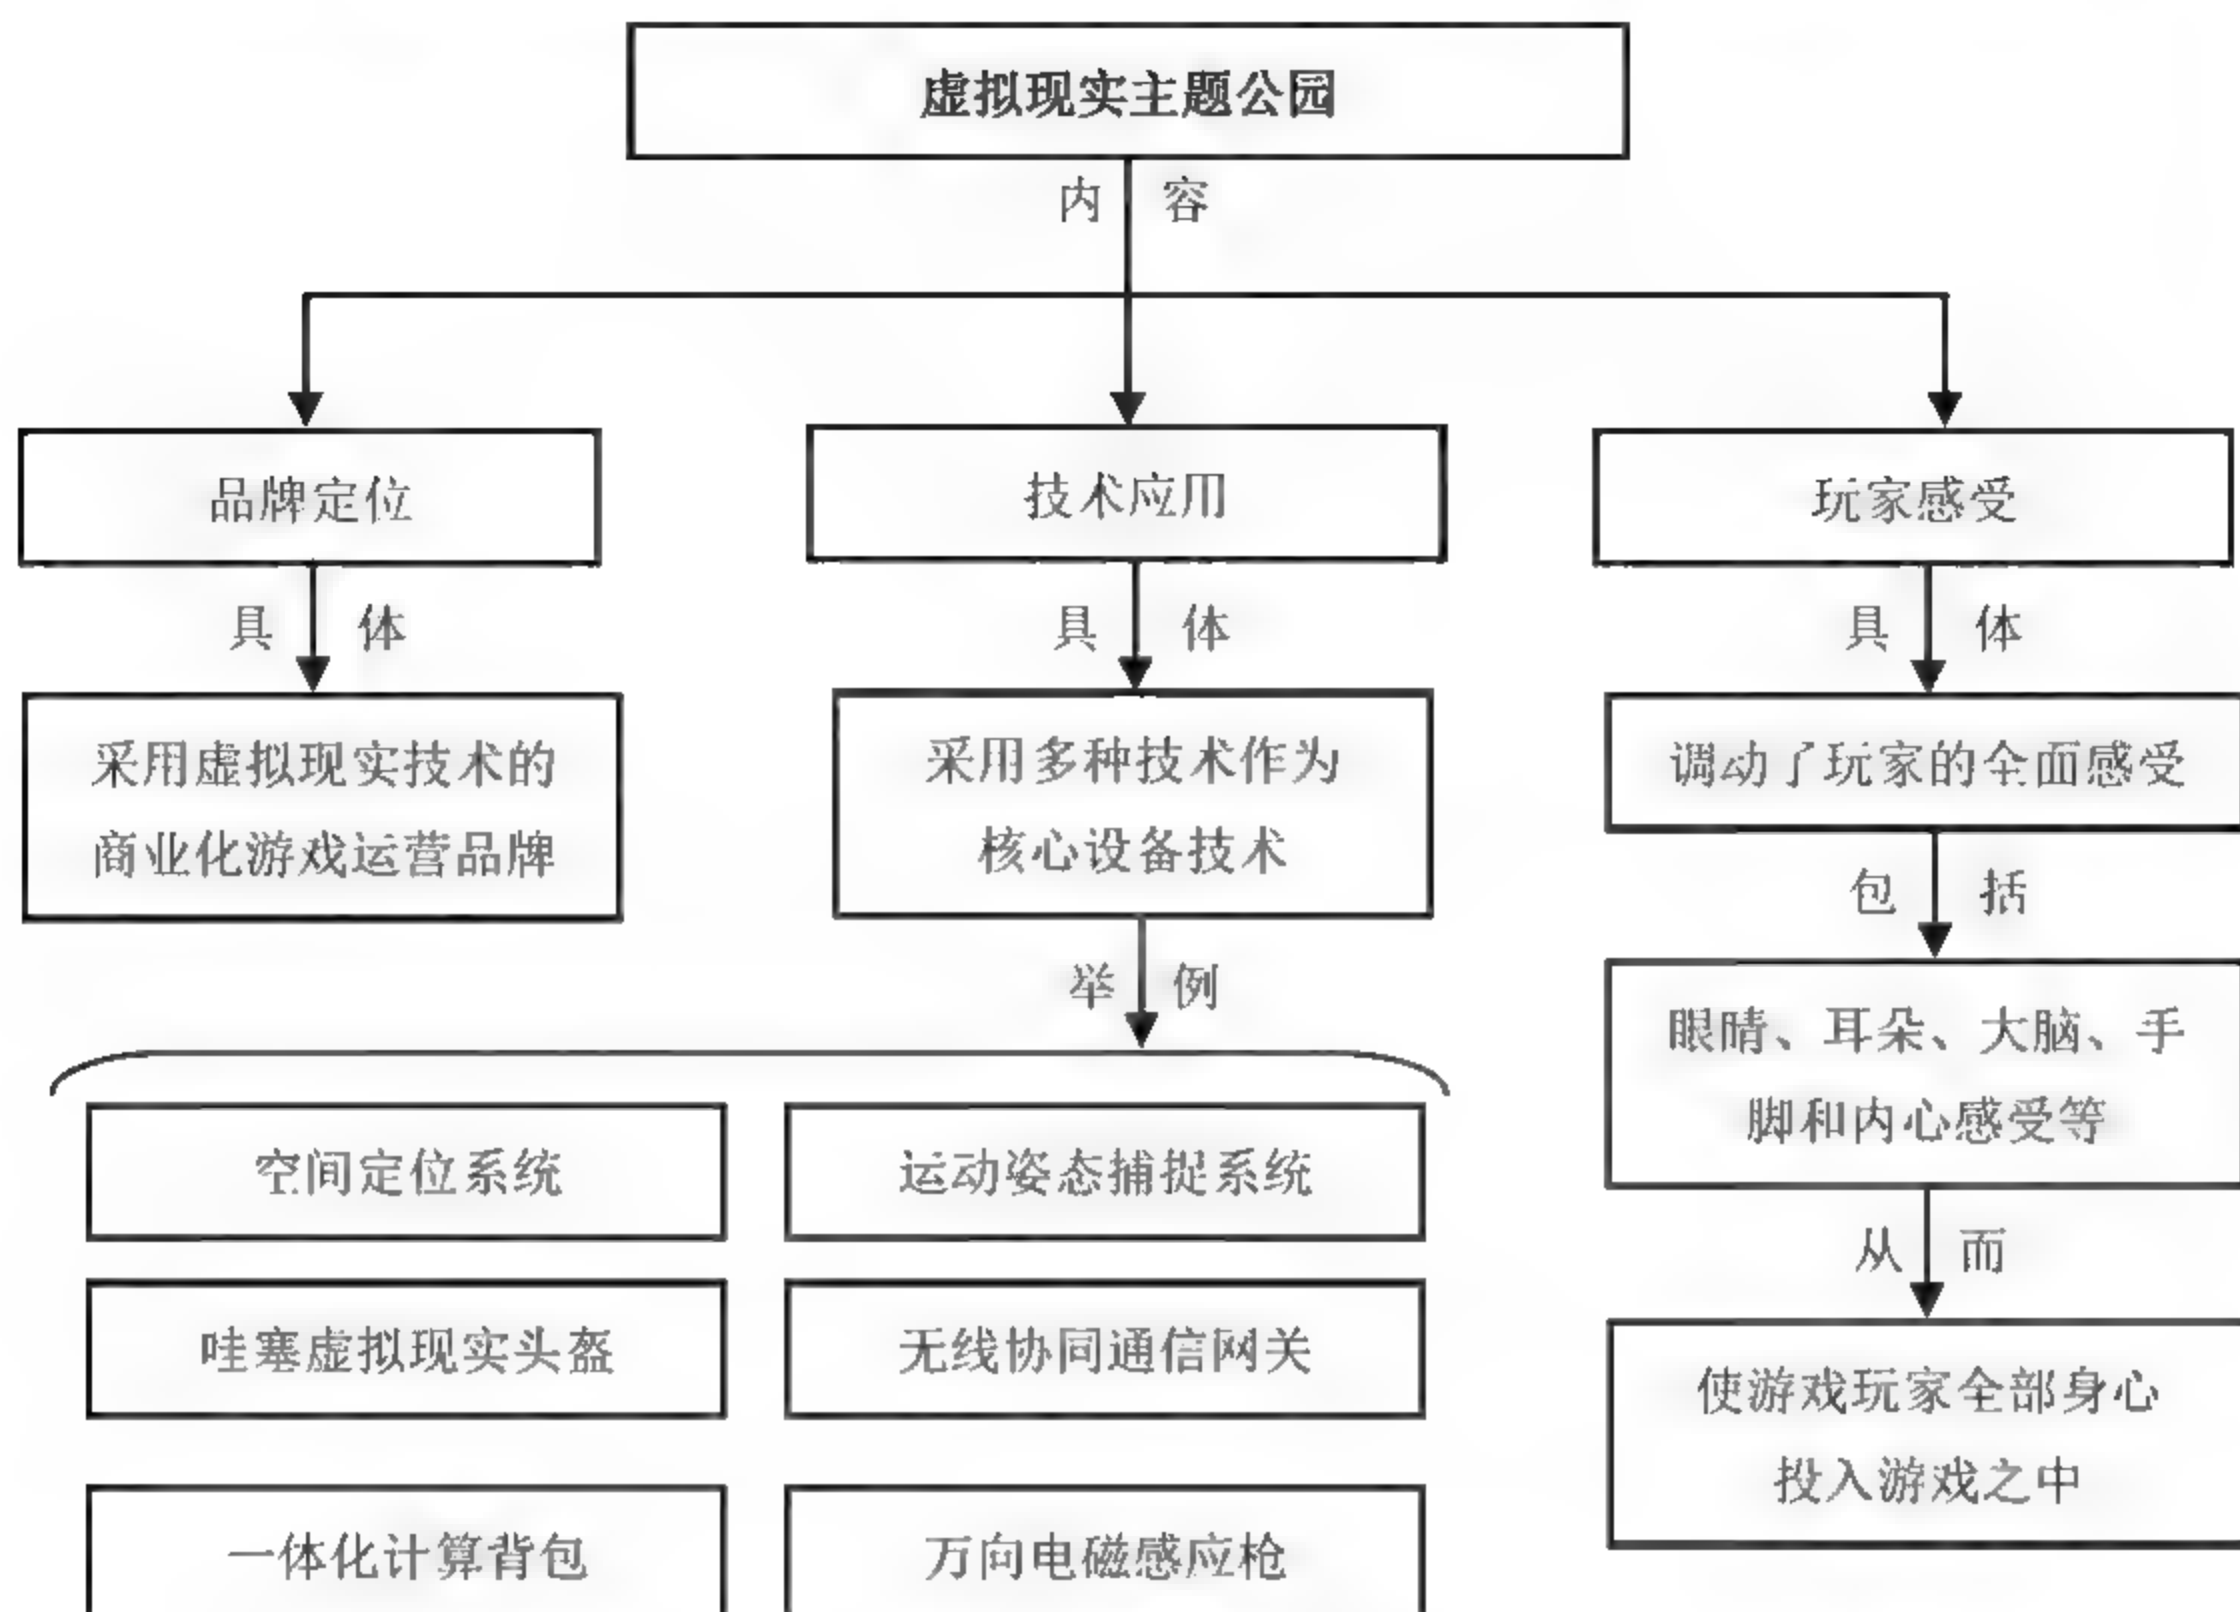 虚拟现实主题公园
内 容
品牌定位
技术应用
玩家感受
具 体
具 体
具 体
采用虚拟现实技术的
商业化游戏运营品牌
采用多种技术作为
核心设备技术
调动了玩家的全面感受
包 括
举 例
眼睛、耳朵、大脑、手
脚和内心感受等
空间定位系统
运动姿态捕捉系统
从 而
哇塞虚拟现实头盔
无线协同通信网关
使游戏玩家全部身心
投入游戏之中
一体化计算背包
万向电磁感应枪